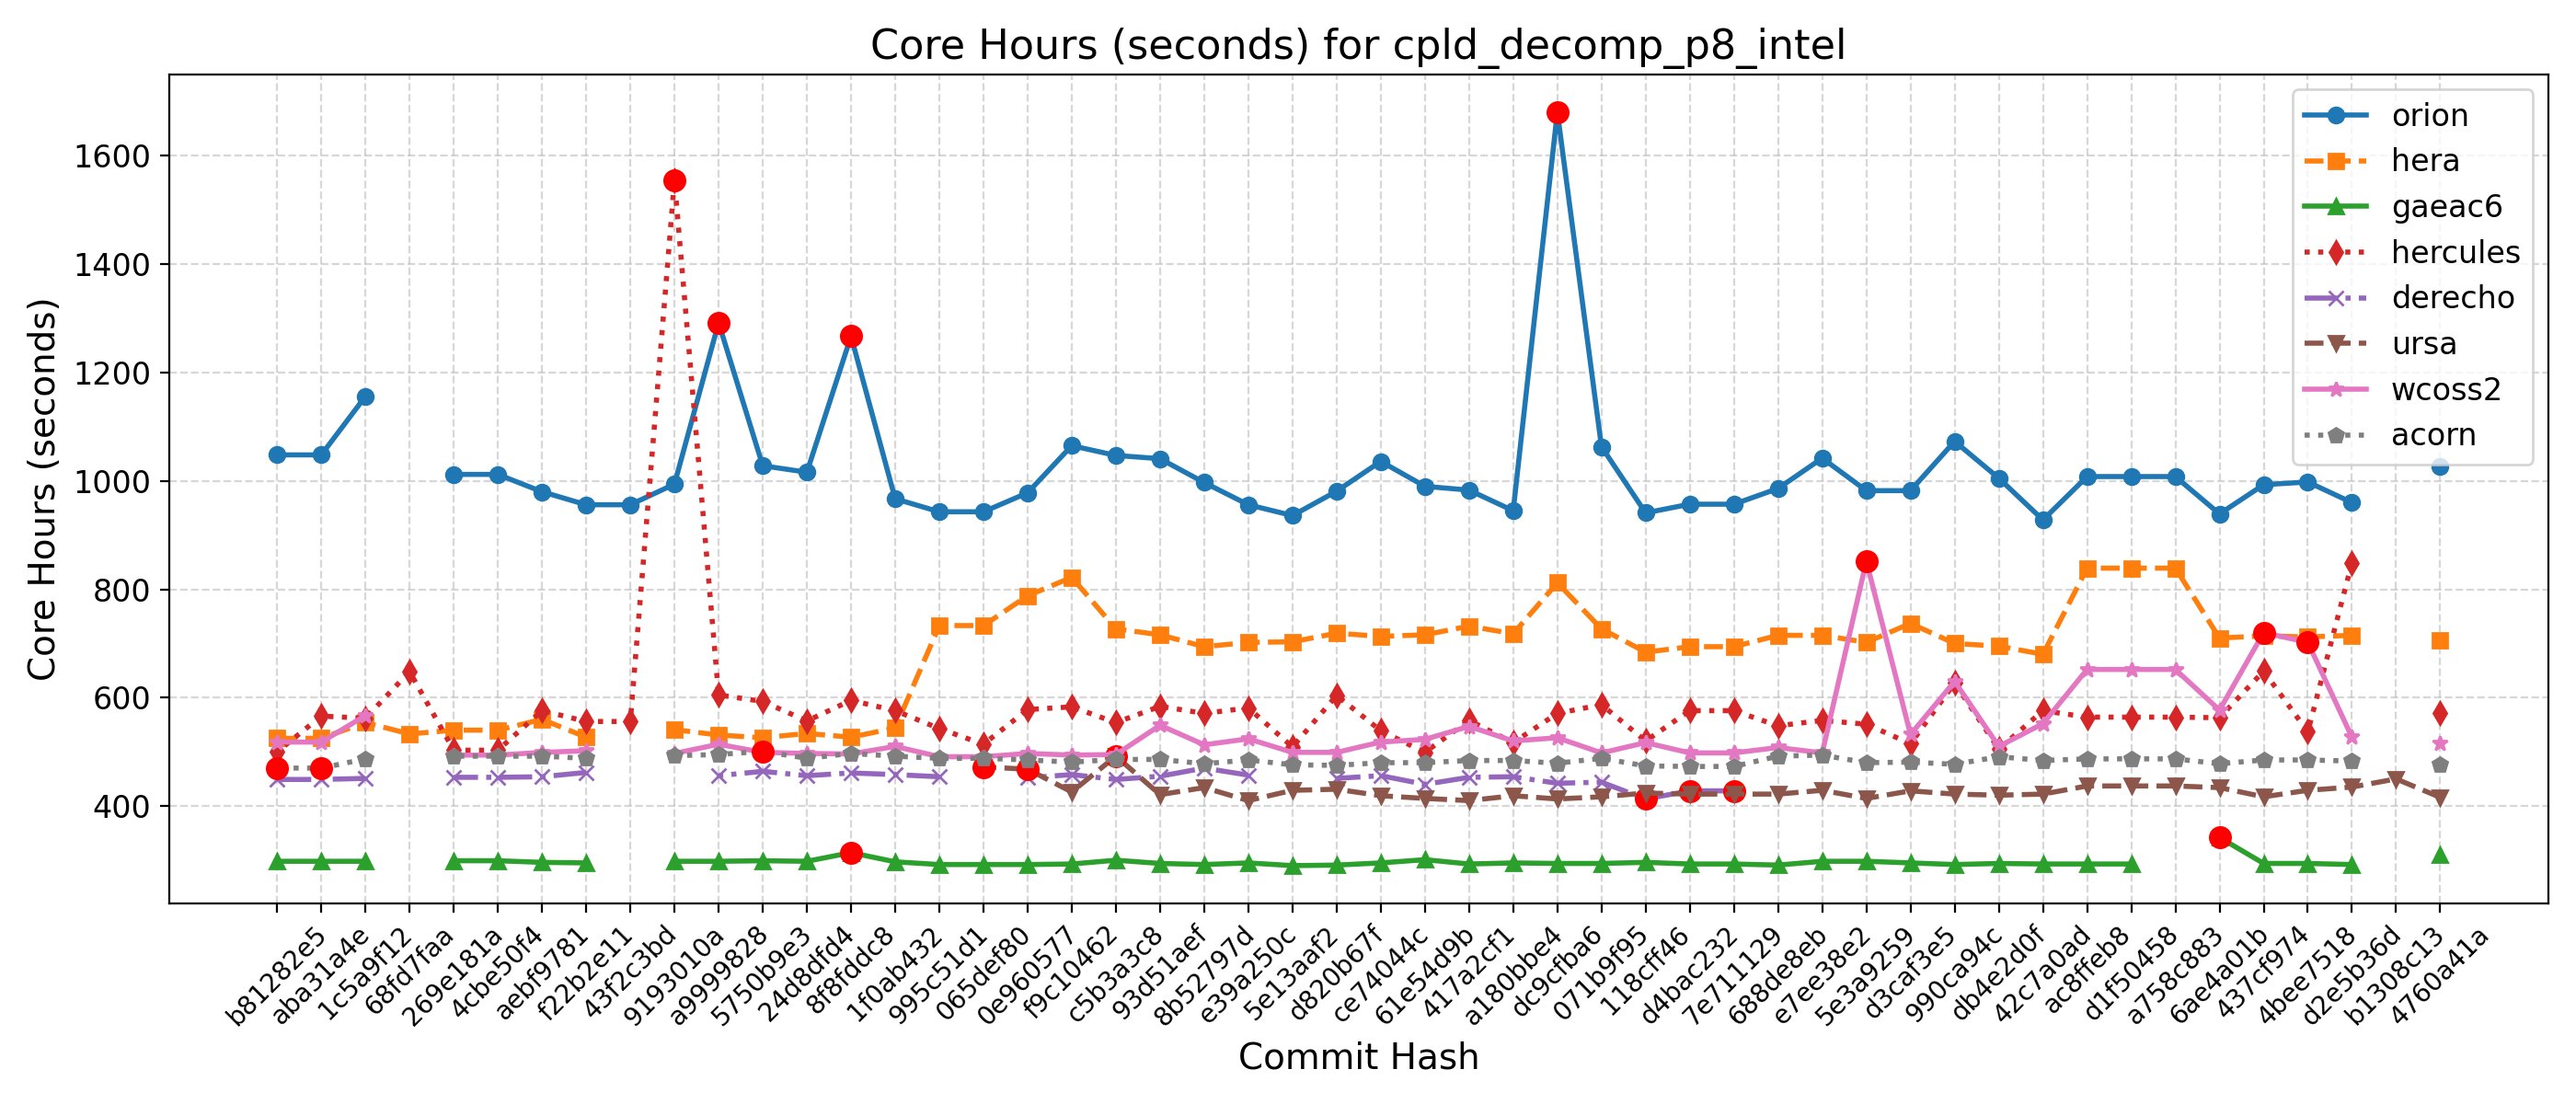 Core Hours (seconds) for cpld_decomp_p8_intel
Core Hours (seconds)
1600
1400
1200
1000
800
600
400
orion
hera
gaeac6
hercules
derecho
ursa
wcoss2
acorn
b81282e5
aba31a4e
1c5a9f12
68fd7faa
269e181a
4cbe50f4
aebf9781
f22b2e11
43f2c3bd
9193010a
a9999828
5750b9e3
24d8dfd4
8f8fddc8
1f0ab432
995c51d1
065def80
0e960577
f9c10462
c5b3a3c8
93d51aef
8b52797d
e39a250c
5e13aaf2
d820b67f
ce74044c
61e54d9b
417a2cf1
a180bbe4
dc9cfba6
071b9f95
118cff46
d4bac232
7e711129
688de8eb
e7ee38e2
5e3a9259
d3caf3e5
990ca94c
db4e2d0f
42c7a0ad
ac8ffeb8
d1f50458
a758c883
6ae4a01b
437cf974
4bee7518
d2e5b36d
b1308c13
4760a41a
Commit Hash